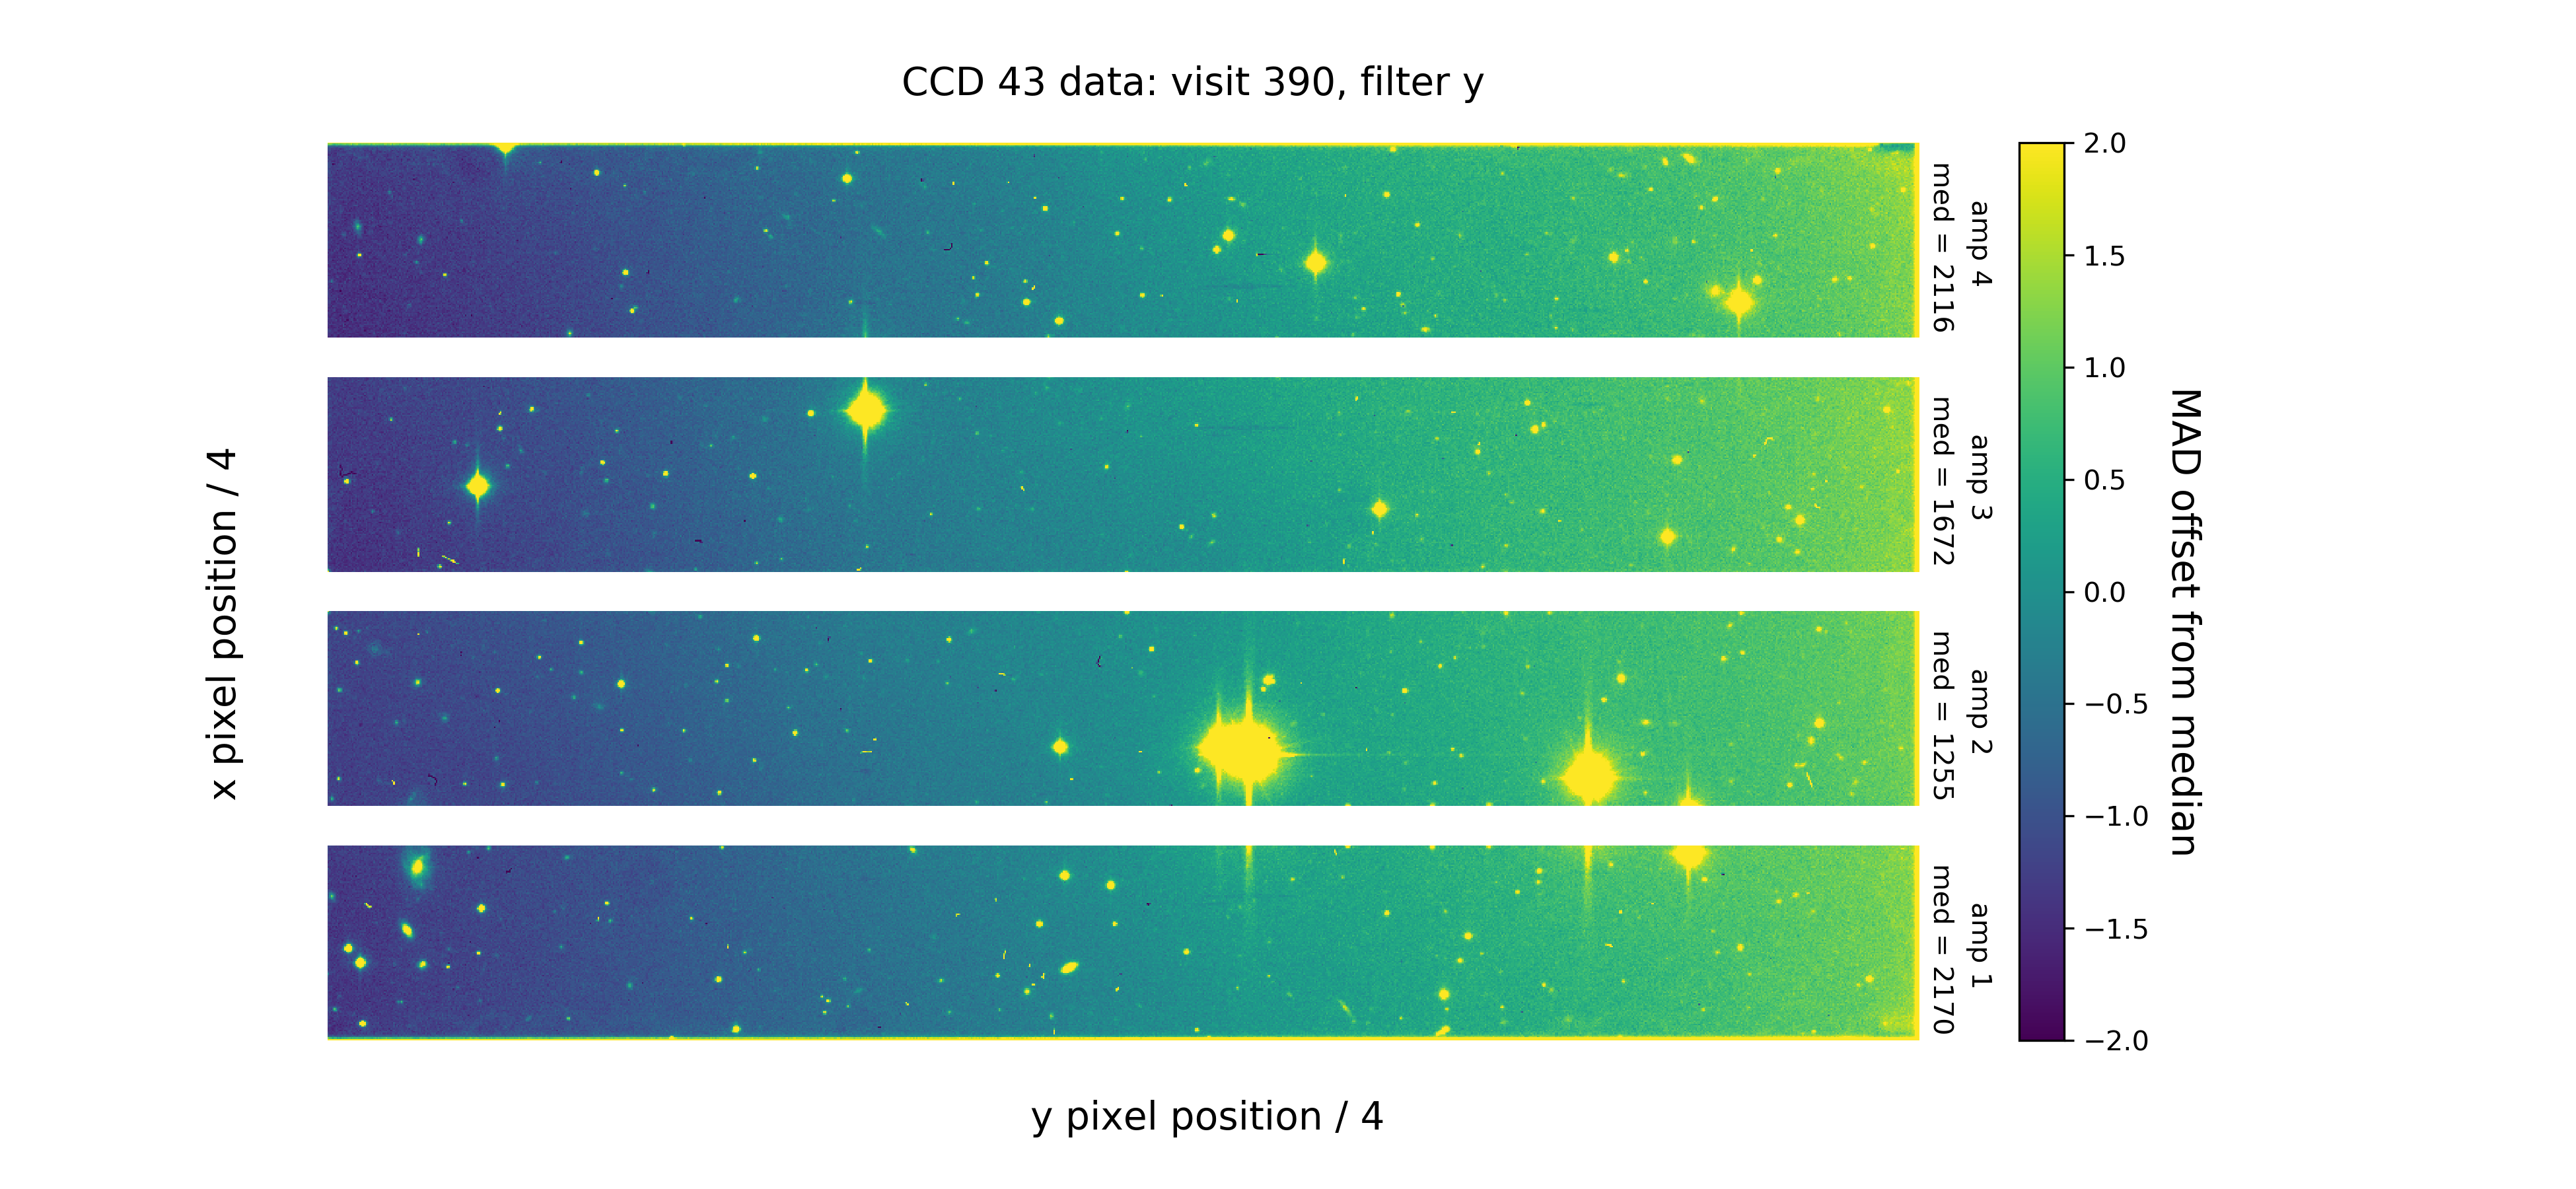 CCD 43 data: visit 390, filter y
x pixel position / 4
amp 4
med = 2116
amp 3
med = 1672
amp 2
med = 1255
amp 1
med = 2170
y pixel position / 4
2.0
1.5
1.0
0.5
0.0
−0.5
−1.0
−1.5
−2.0
MAD offset from median